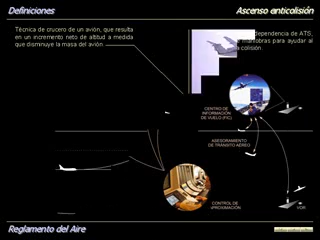 Definiciones
Ascenso anticolisión
Técnica de crucero de un avión, que resulta
en un incremento neto de altitud a medida
que disminuye la masa del avión
dependencia de ATS,
maniobras para ayudar al
colisión.
CENTRO DE
INFORMACIÓN
DE VUELO (FIC)
ASESORAMIENTO
DE TRÁNSITO AÉREO
CONTROL DE
APROXIMACIÓN
VOR
Reglamento del Aire